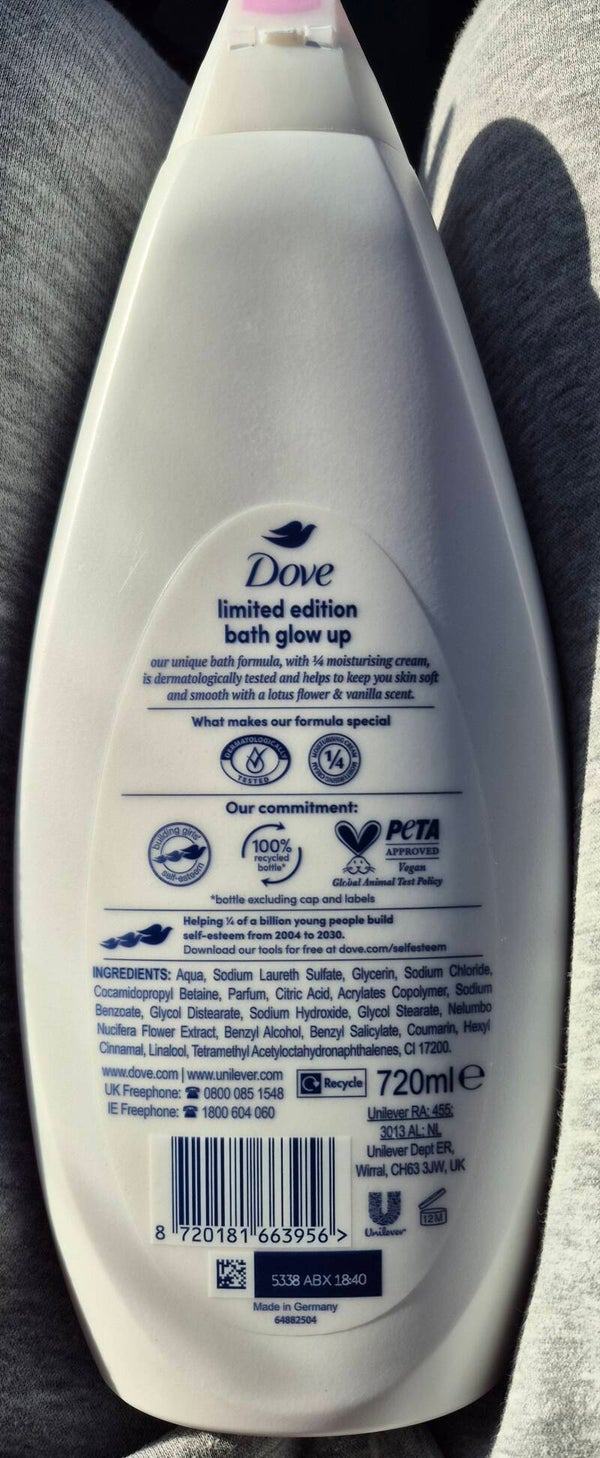 Dove
limited edition
bath glow up
our unique bath formula, with ¼ moisturising cream,
is dermatologically tested and helps to keep you skin soft
and smooth with a lotus flower & vanilla scent.
What makes our formula special
DERMATOLOGICALLY TESTED
MOISTURISING CREAM ¼ MOISTURISING CREAM
Our commitment:
building girls' self-esteem
100%
recycled
bottle*
PETA
APPROVED
Vegan
Global Animal Test Policy
*bottle excluding cap and labels
Helping ¼ of a billion young people build
self-esteem from 2004 to 2030.
Download our tools for free at dove.com/selfesteem
INGREDIENTS: Aqua, Sodium Laureth Sulfate, Glycerin, Sodium Chloride,
Cocamidopropyl Betaine, Parfum, Citric Acid, Acrylates Copolymer, Sodium
Benzoate, Glycol Distearate, Sodium Hydroxide, Glycol Stearate, Nelumbo
Nucifera Flower Extract, Benzyl Alcohol, Benzyl Salicylate, Coumarin, Hexyl
Cinnamal, Linalool, Tetramethyl Acetyloctahydronaphthalenes, CI 17200.
www.dove.com | www.unilever.com
UK Freephone: ☎ 0800 085 1548
IE Freephone: ☎ 1800 604 060
Recycle
720ml e
Unilever RA: 455;
3013 AL; NL
Unilever Dept ER,
Wirral, CH63 3JW, UK
Unilever
12M
8 720181 663956 >
5338 ABX 18:40
Made in Germany
64882504